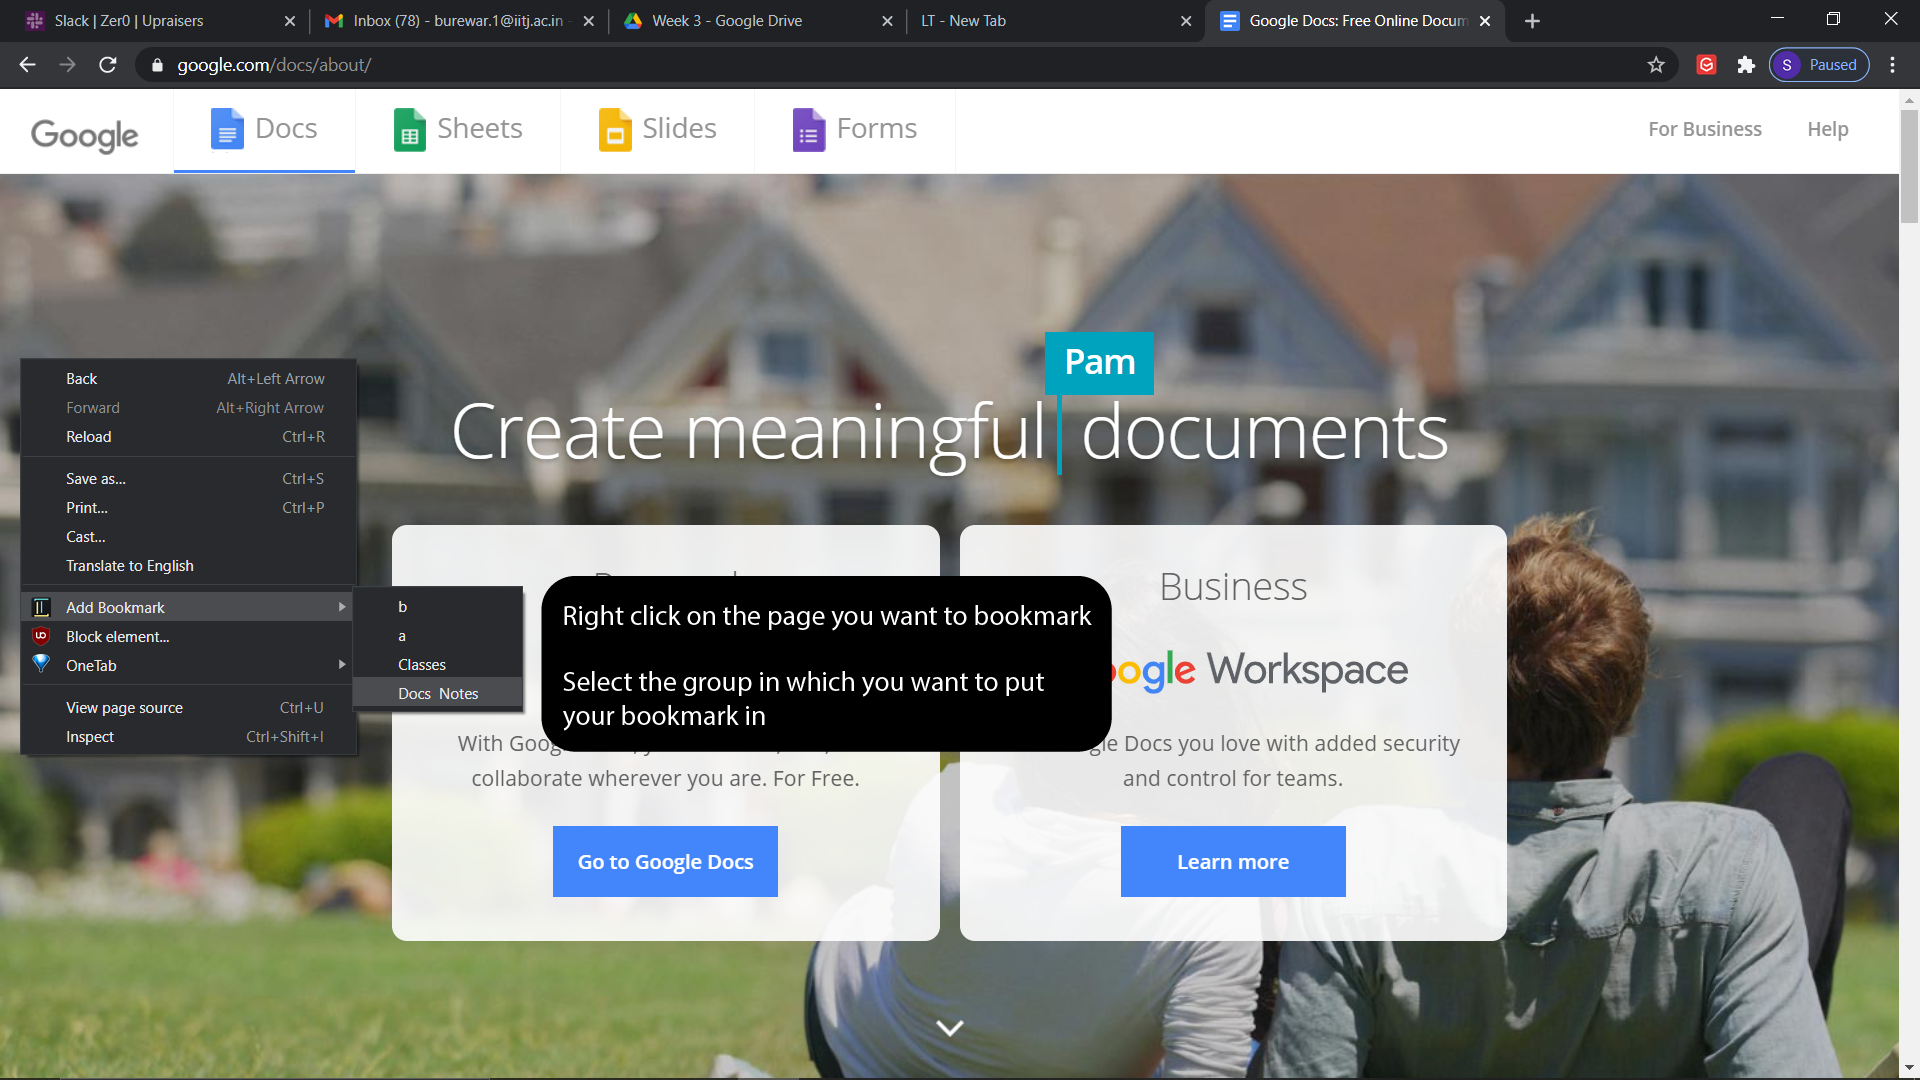 Slack | Zer0 | Upraisers
Inbox (78) - burewar.1@iitj.ac.in -
Week 3 - Google Drive
LT - New Tab
Google Docs: Free Online Docum
google.com/docs/about/
S Paused
Google
Docs
Sheets
Slides
Forms
For Business
Help
Pam
Create meaningful documents
Back Alt+Left Arrow
Forward Alt+Right Arrow
Reload Ctrl+R
Save as... Ctrl+S
Print... Ctrl+P
Cast...
Translate to English
Add Bookmark
Block element...
OneTab
View page source Ctrl+U
Inspect Ctrl+Shift+I
b
a
Classes
Docs Notes
Right click on the page you want to bookmark
Select the group in which you want to put
your bookmark in
With Goog
collaborate wherever you are. For Free.
Go to Google Docs
Business
ogle Workspace
gle Docs you love with added security
and control for teams.
Learn more